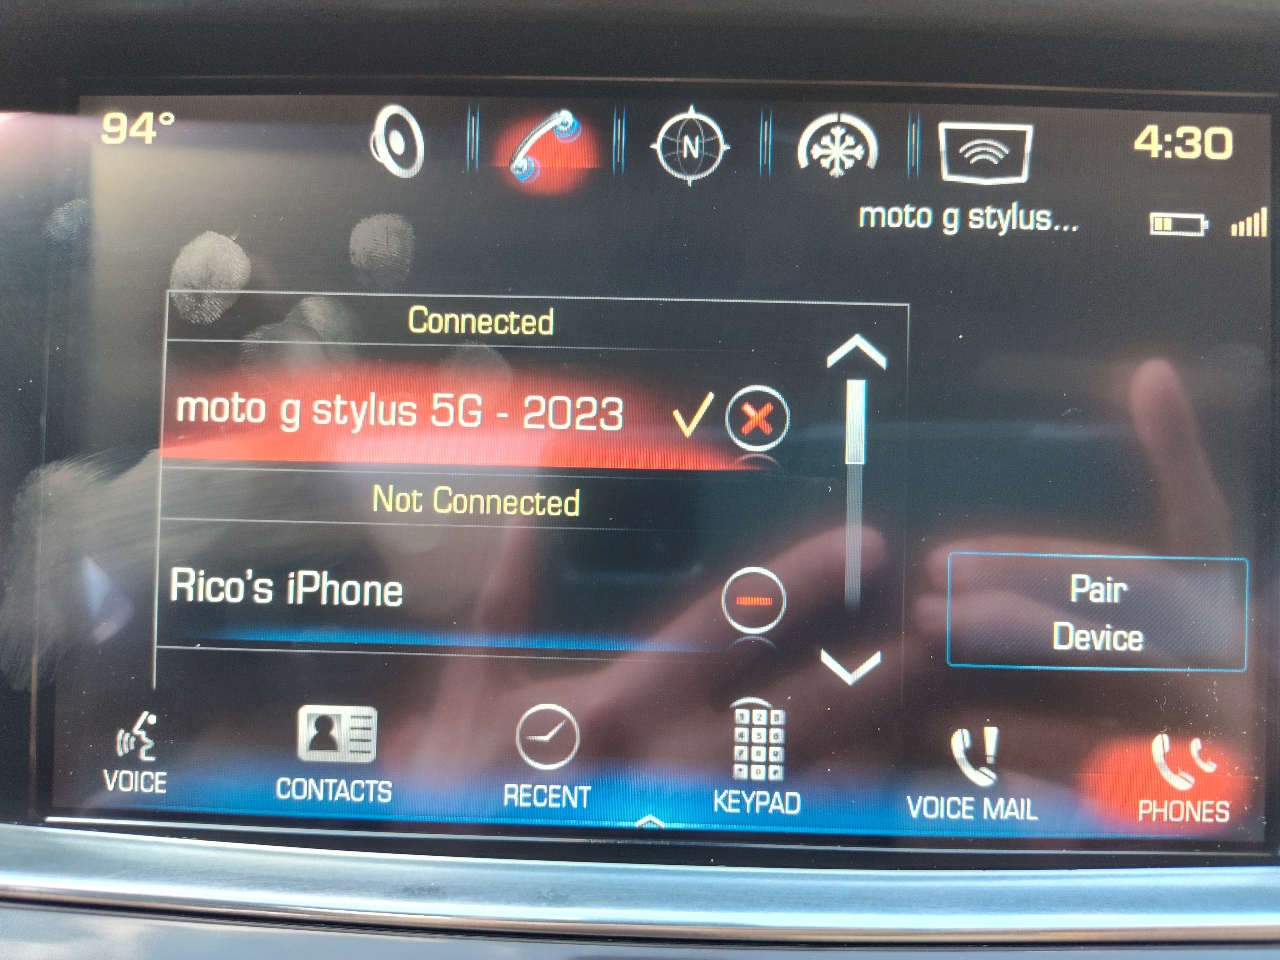 94°
N
4:30
moto g stylus...
Connected
moto g stylus 5G - 2023
Not Connected
Rico's iPhone
Pair
Device
VOICE
CONTACTS
RECENT
KEYPAD
VOICE MAIL
PHONES